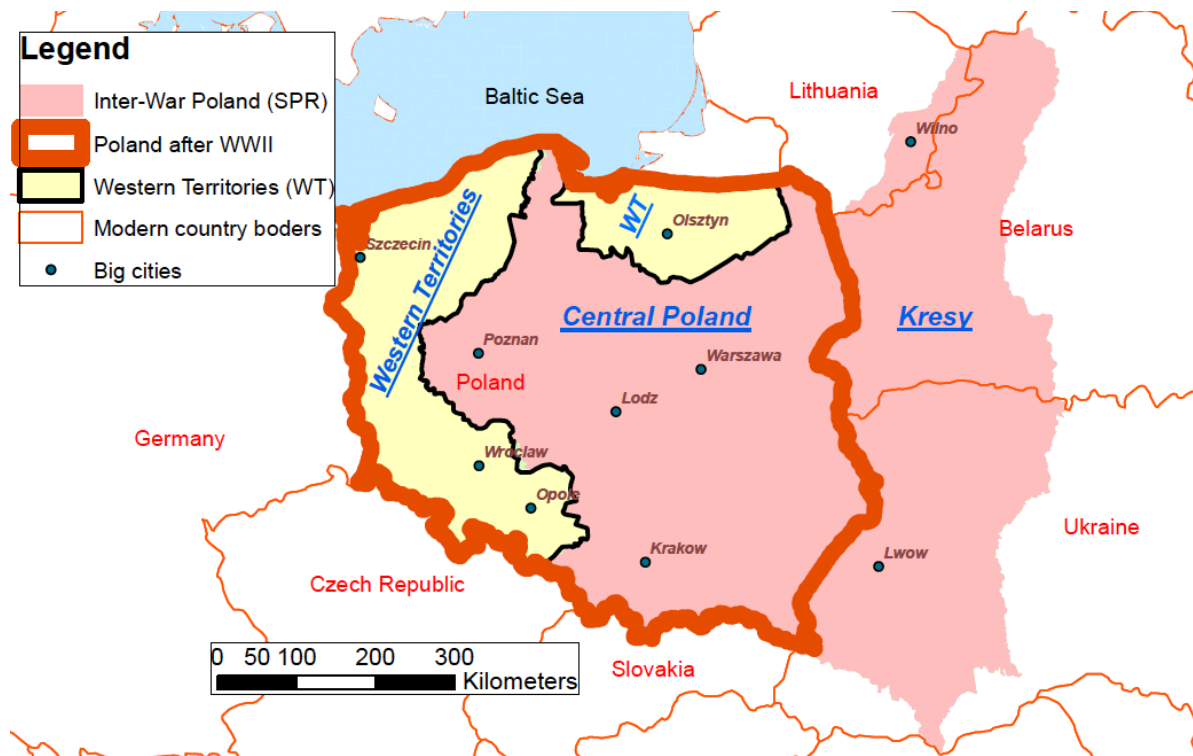 Legend
Inter-War Poland (SPR)
Poland after WWII
Western Territories (WT)
Modern country boders
Big cities
Baltic Sea
Lithuania
Wilno
Belarus
WT
Olsztyn
Szczecin
Western Territories
Central Poland
Kresy
Poznan
Warszawa
Poland
Lodz
Germany
Wroclaw
Opole
Ukraine
Krakow
Lwow
Czech Republic
Slovakia
0 50 100 200 300
Kilometers